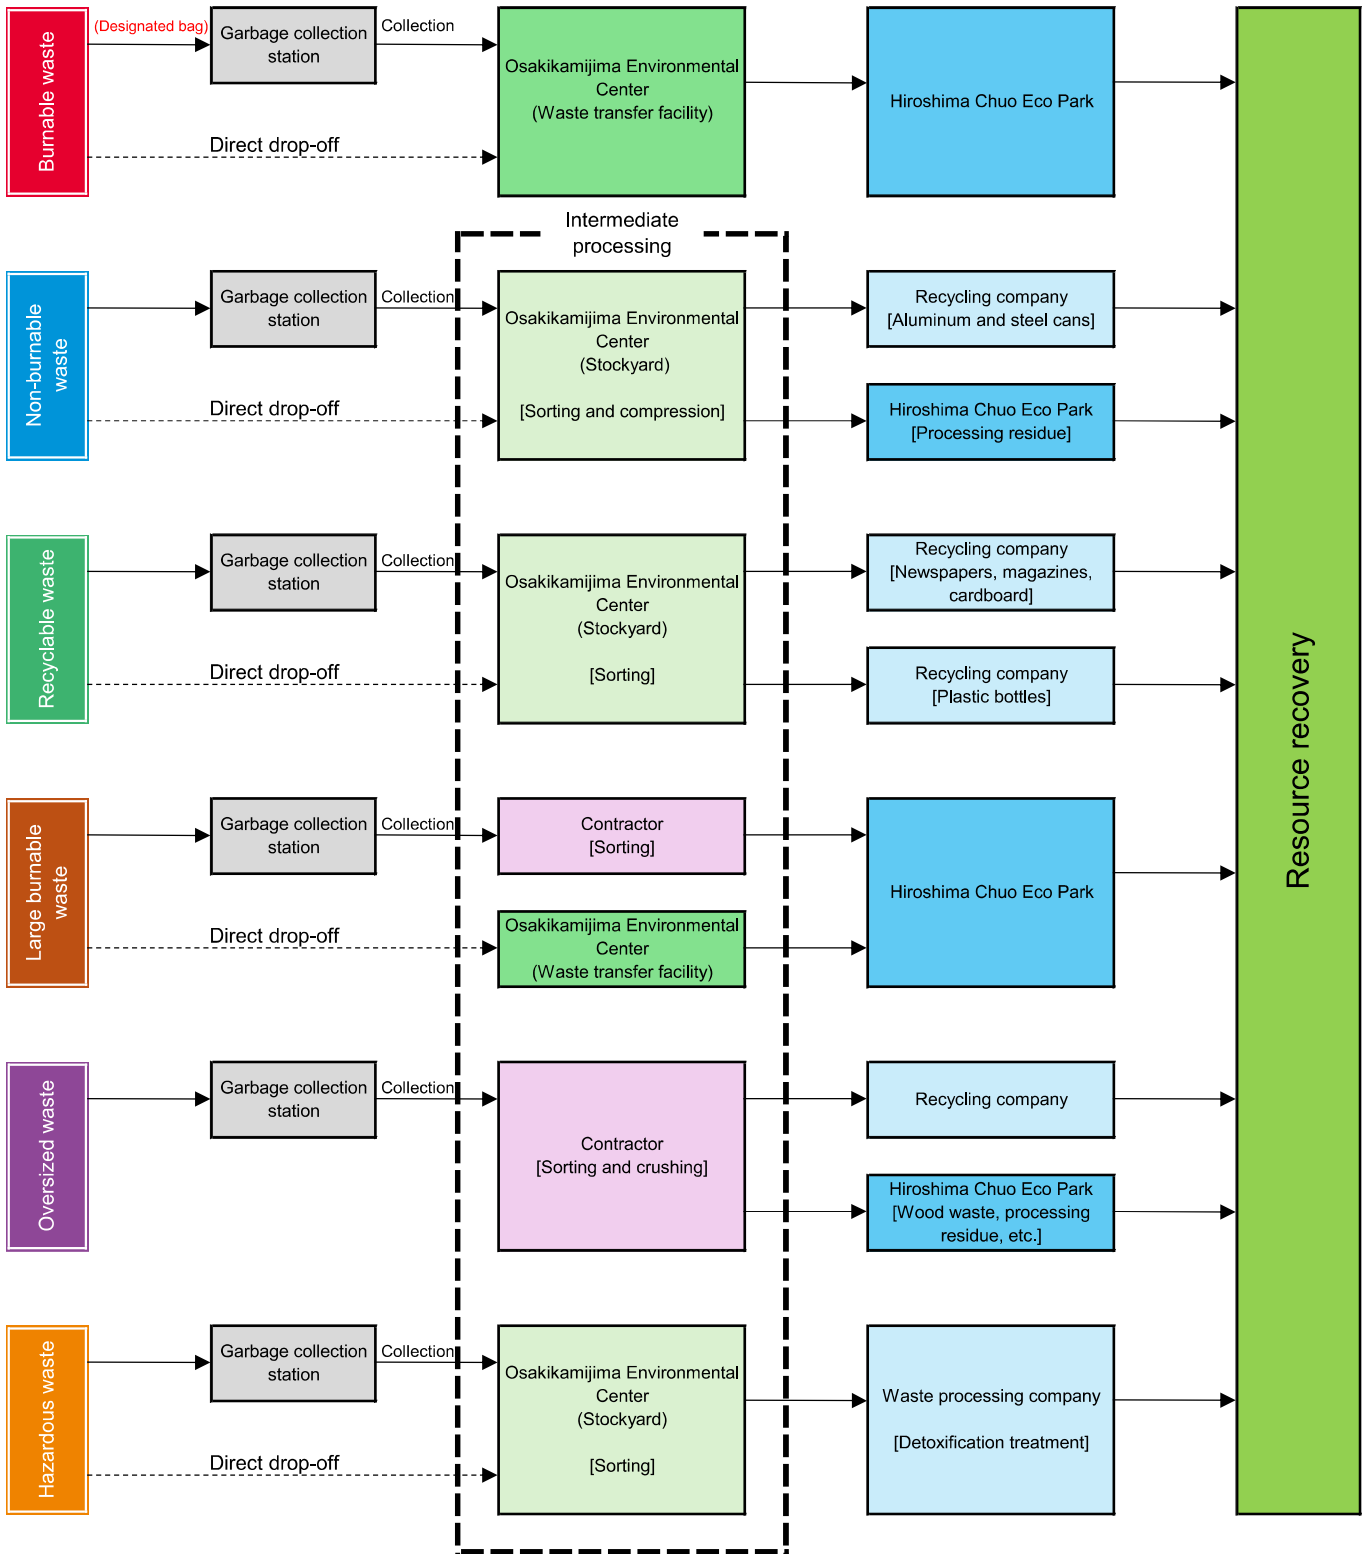 Burnable waste
(Designated bag)
Garbage collection
station
Collection
Direct drop-off
Osakikamijima Environmental
Center
(Waste transfer facility)
Hiroshima Chuo Eco Park
Intermediate
processing
Non-burnable
waste
Garbage collection
station
Collection
Direct drop-off
Osakikamijima Environmental
Center
(Stockyard)
[Sorting and compression]
Recycling company
[Aluminum and steel cans]
Hiroshima Chuo Eco Park
[Processing residue]
Recyclable waste
Garbage collection
station
Collection
Direct drop-off
Osakikamijima Environmental
Center
(Stockyard)
[Sorting]
Recycling company
[Newspapers, magazines,
cardboard]
Recycling company
[Plastic bottles]
Large burnable
waste
Garbage collection
station
Collection
Direct drop-off
Contractor
[Sorting]
Osakikamijima Environmental
Center
(Waste transfer facility)
Hiroshima Chuo Eco Park
Oversized waste
Garbage collection
station
Collection
Contractor
[Sorting and crushing]
Recycling company
Hiroshima Chuo Eco Park
[Wood waste, processing
residue, etc.]
Hazardous waste
Garbage collection
station
Collection
Direct drop-off
Osakikamijima Environmental
Center
(Stockyard)
[Sorting]
Waste processing company
[Detoxification treatment]
Resource recovery